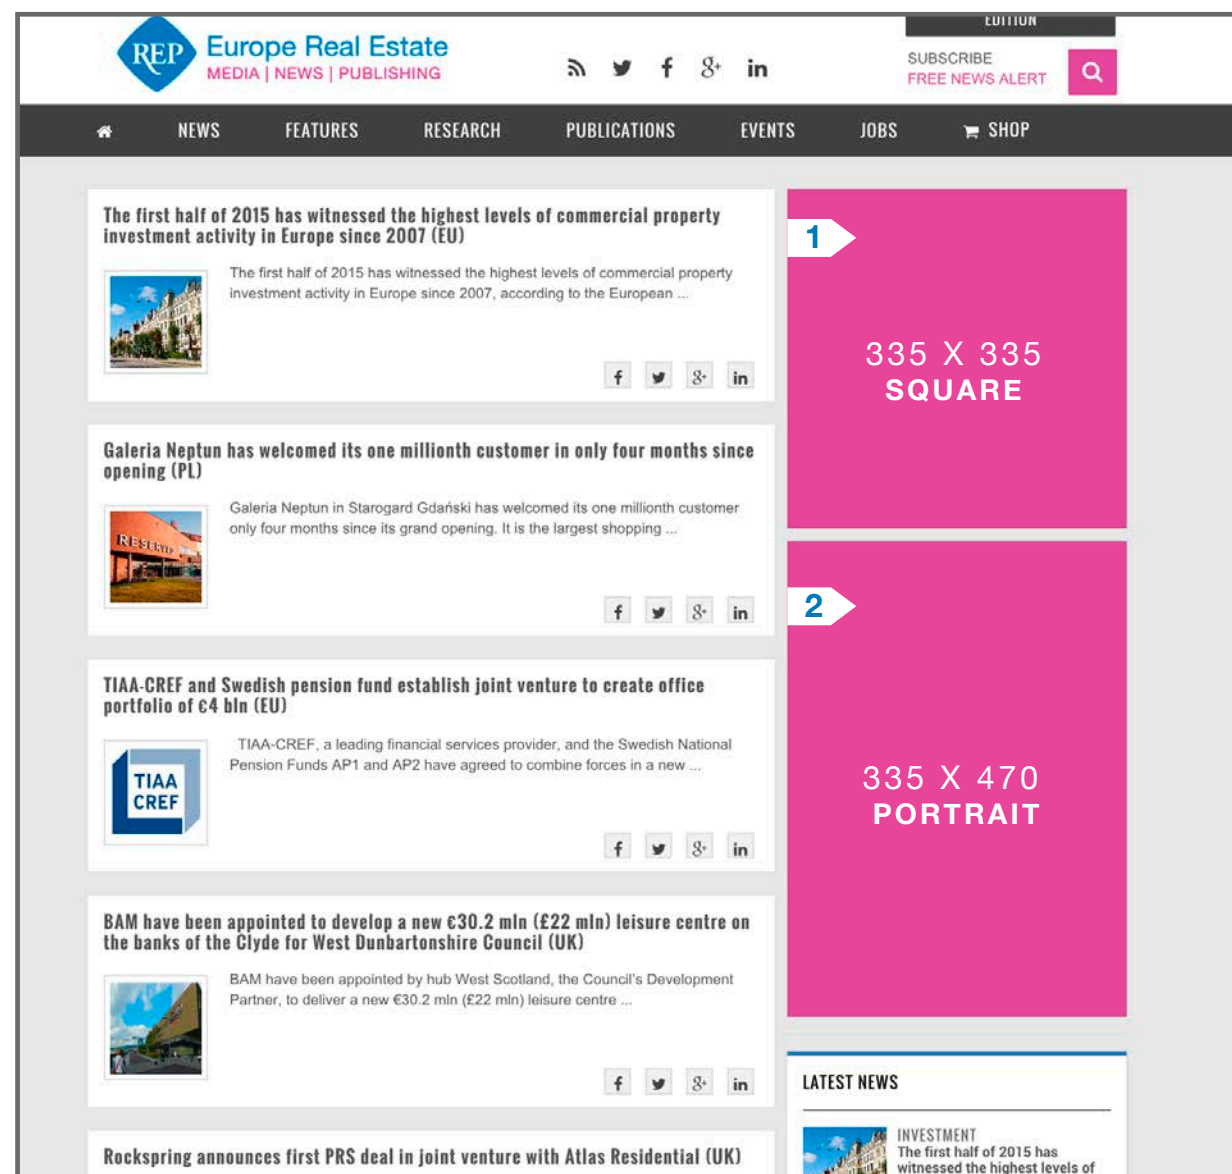 EDITION
REP
Europe Real Estate
MEDIA | NEWS | PUBLISHING
SUBSCRIBE
FREE NEWS ALERT
NEWS FEATURES RESEARCH PUBLICATIONS EVENTS JOBS SHOP
The first half of 2015 has witnessed the highest levels of commercial property
investment activity in Europe since 2007 (EU)
The first half of 2015 has witnessed the highest levels of commercial property
investment activity in Europe since 2007, according to the European ...
Galeria Neptun has welcomed its one millionth customer in only four months since
opening (PL)
RESERVED
Galeria Neptun in Starogard Gdański has welcomed its one millionth customer
only four months since its grand opening. It is the largest shopping ...
TIAA-CREF and Swedish pension fund establish joint venture to create office
portfolio of €4 bln (EU)
TIAA
CREF
TIAA-CREF, a leading financial services provider, and the Swedish National
Pension Funds AP1 and AP2 have agreed to combine forces in a new ...
BAM have been appointed to develop a new €30.2 mln (£22 mln) leisure centre on
the banks of the Clyde for West Dunbartonshire Council (UK)
BAM have been appointed by hub West Scotland, the Council's Development
Partner, to deliver a new €30.2 mln (£22 mln) leisure centre ...
Rockspring announces first PRS deal in joint venture with Atlas Residential (UK)
1
335 X 335
SQUARE
2
335 X 470
PORTRAIT
LATEST NEWS
INVESTMENT
The first half of 2015 has
witnessed the highest levels of